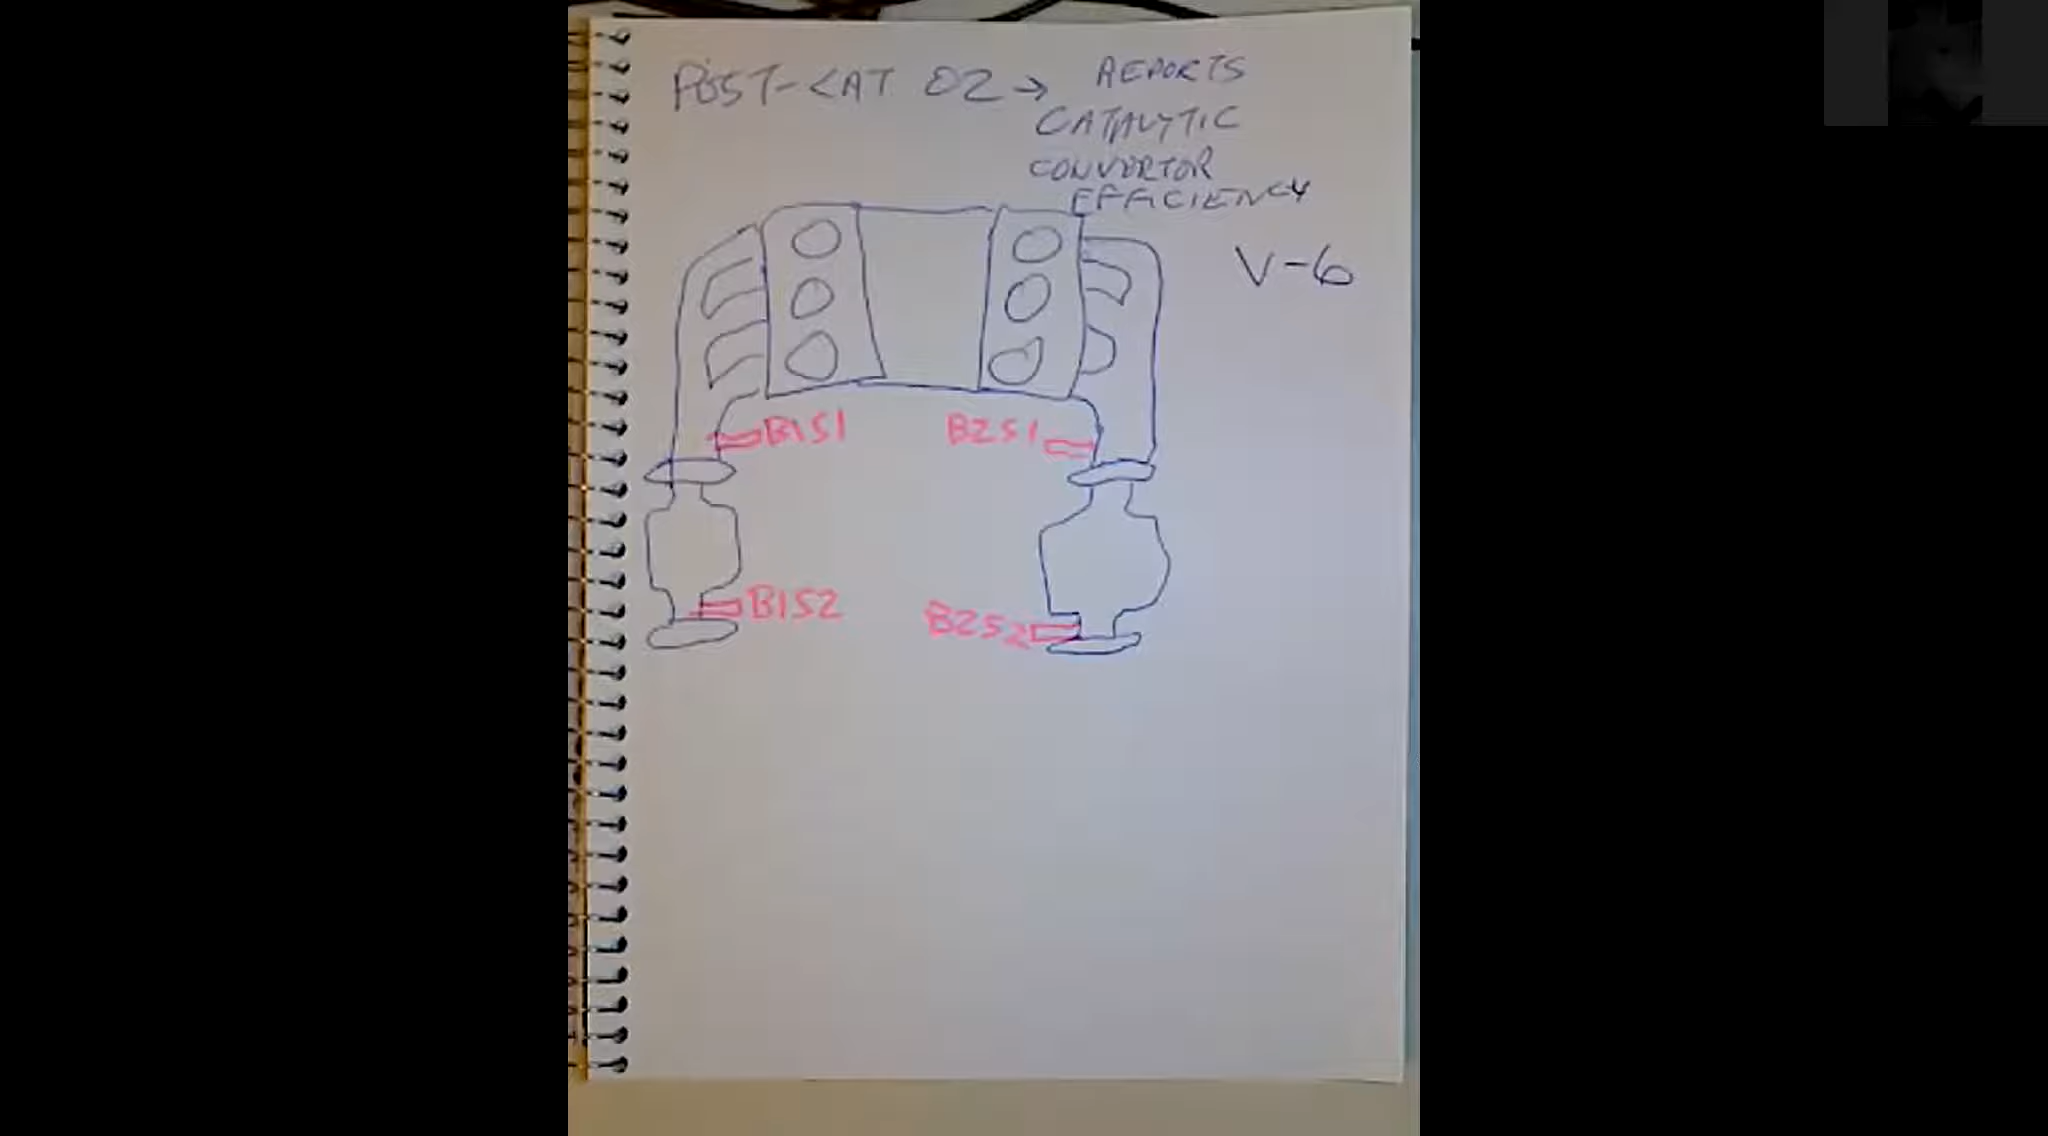 POST-CAT O2 → REPORTS
CATALYTIC
CONVERTOR
EFFICIENCY
V-6
B1S1 B2S1
B1S2 B2S2